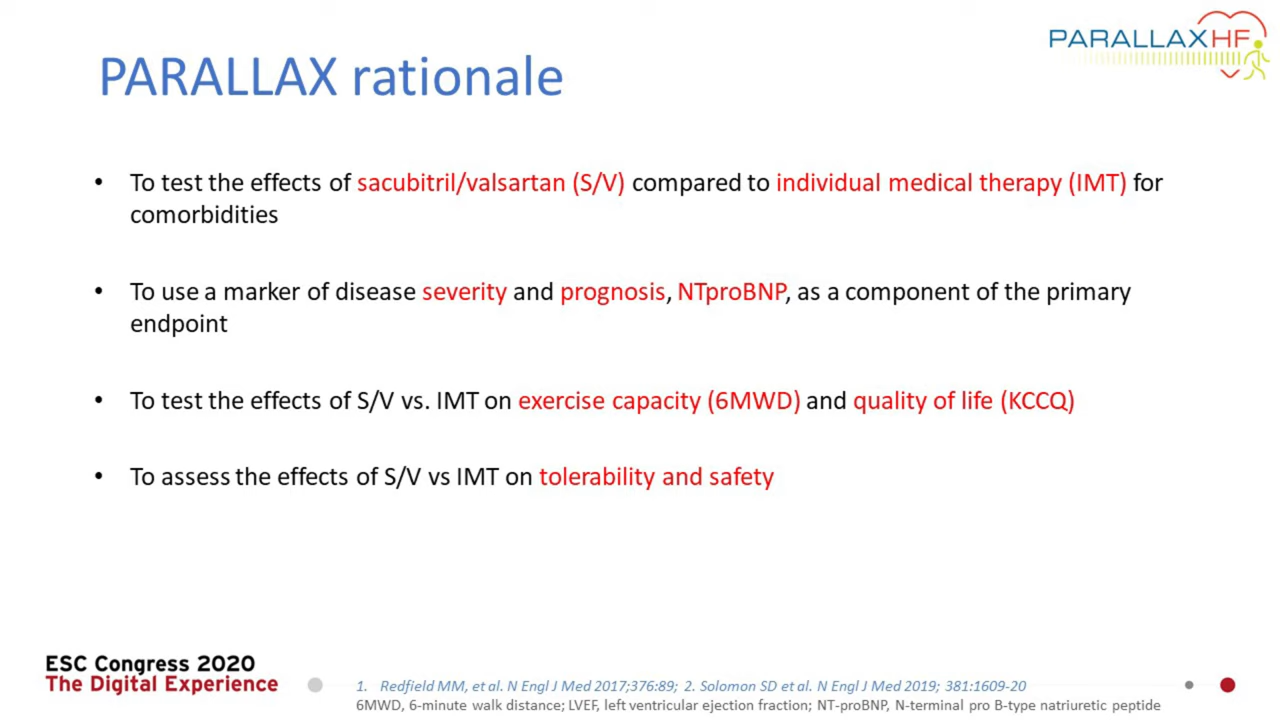 PARALLAXHF
PARALLAX rationale
• To test the effects of sacubitril/valsartan (S/V) compared to individual medical therapy (IMT) for
comorbidities
• To use a marker of disease severity and prognosis, NTproBNP, as a component of the primary
endpoint
• To test the effects of S/V vs. IMT on exercise capacity (6MWD) and quality of life (KCCQ)
• To assess the effects of S/V vs IMT on tolerability and safety
ESC Congress 2020
The Digital Experience
1. Redfield MM, et al. N Engl J Med 2017;376:89; 2. Solomon SD et al. N Engl J Med 2019; 381:1609-20
6MWD, 6-minute walk distance; LVEF, left ventricular ejection fraction; NT-proBNP, N-terminal pro B-type natriuretic peptide